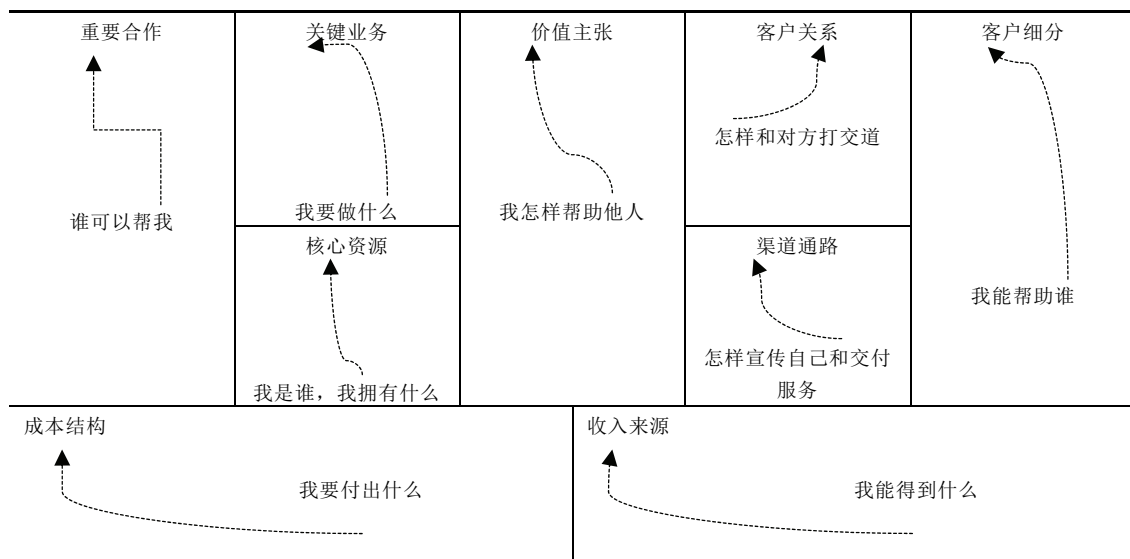 重要合作
谁可以帮我
关键业务
我要做什么
核心资源
我是谁，我拥有什么
价值主张
我怎样帮助他人
客户关系
怎样和对方打交道
渠道通路
怎样宣传自己和交付
服务
客户细分
我能帮助谁
成本结构
我要付出什么
收入来源
我能得到什么